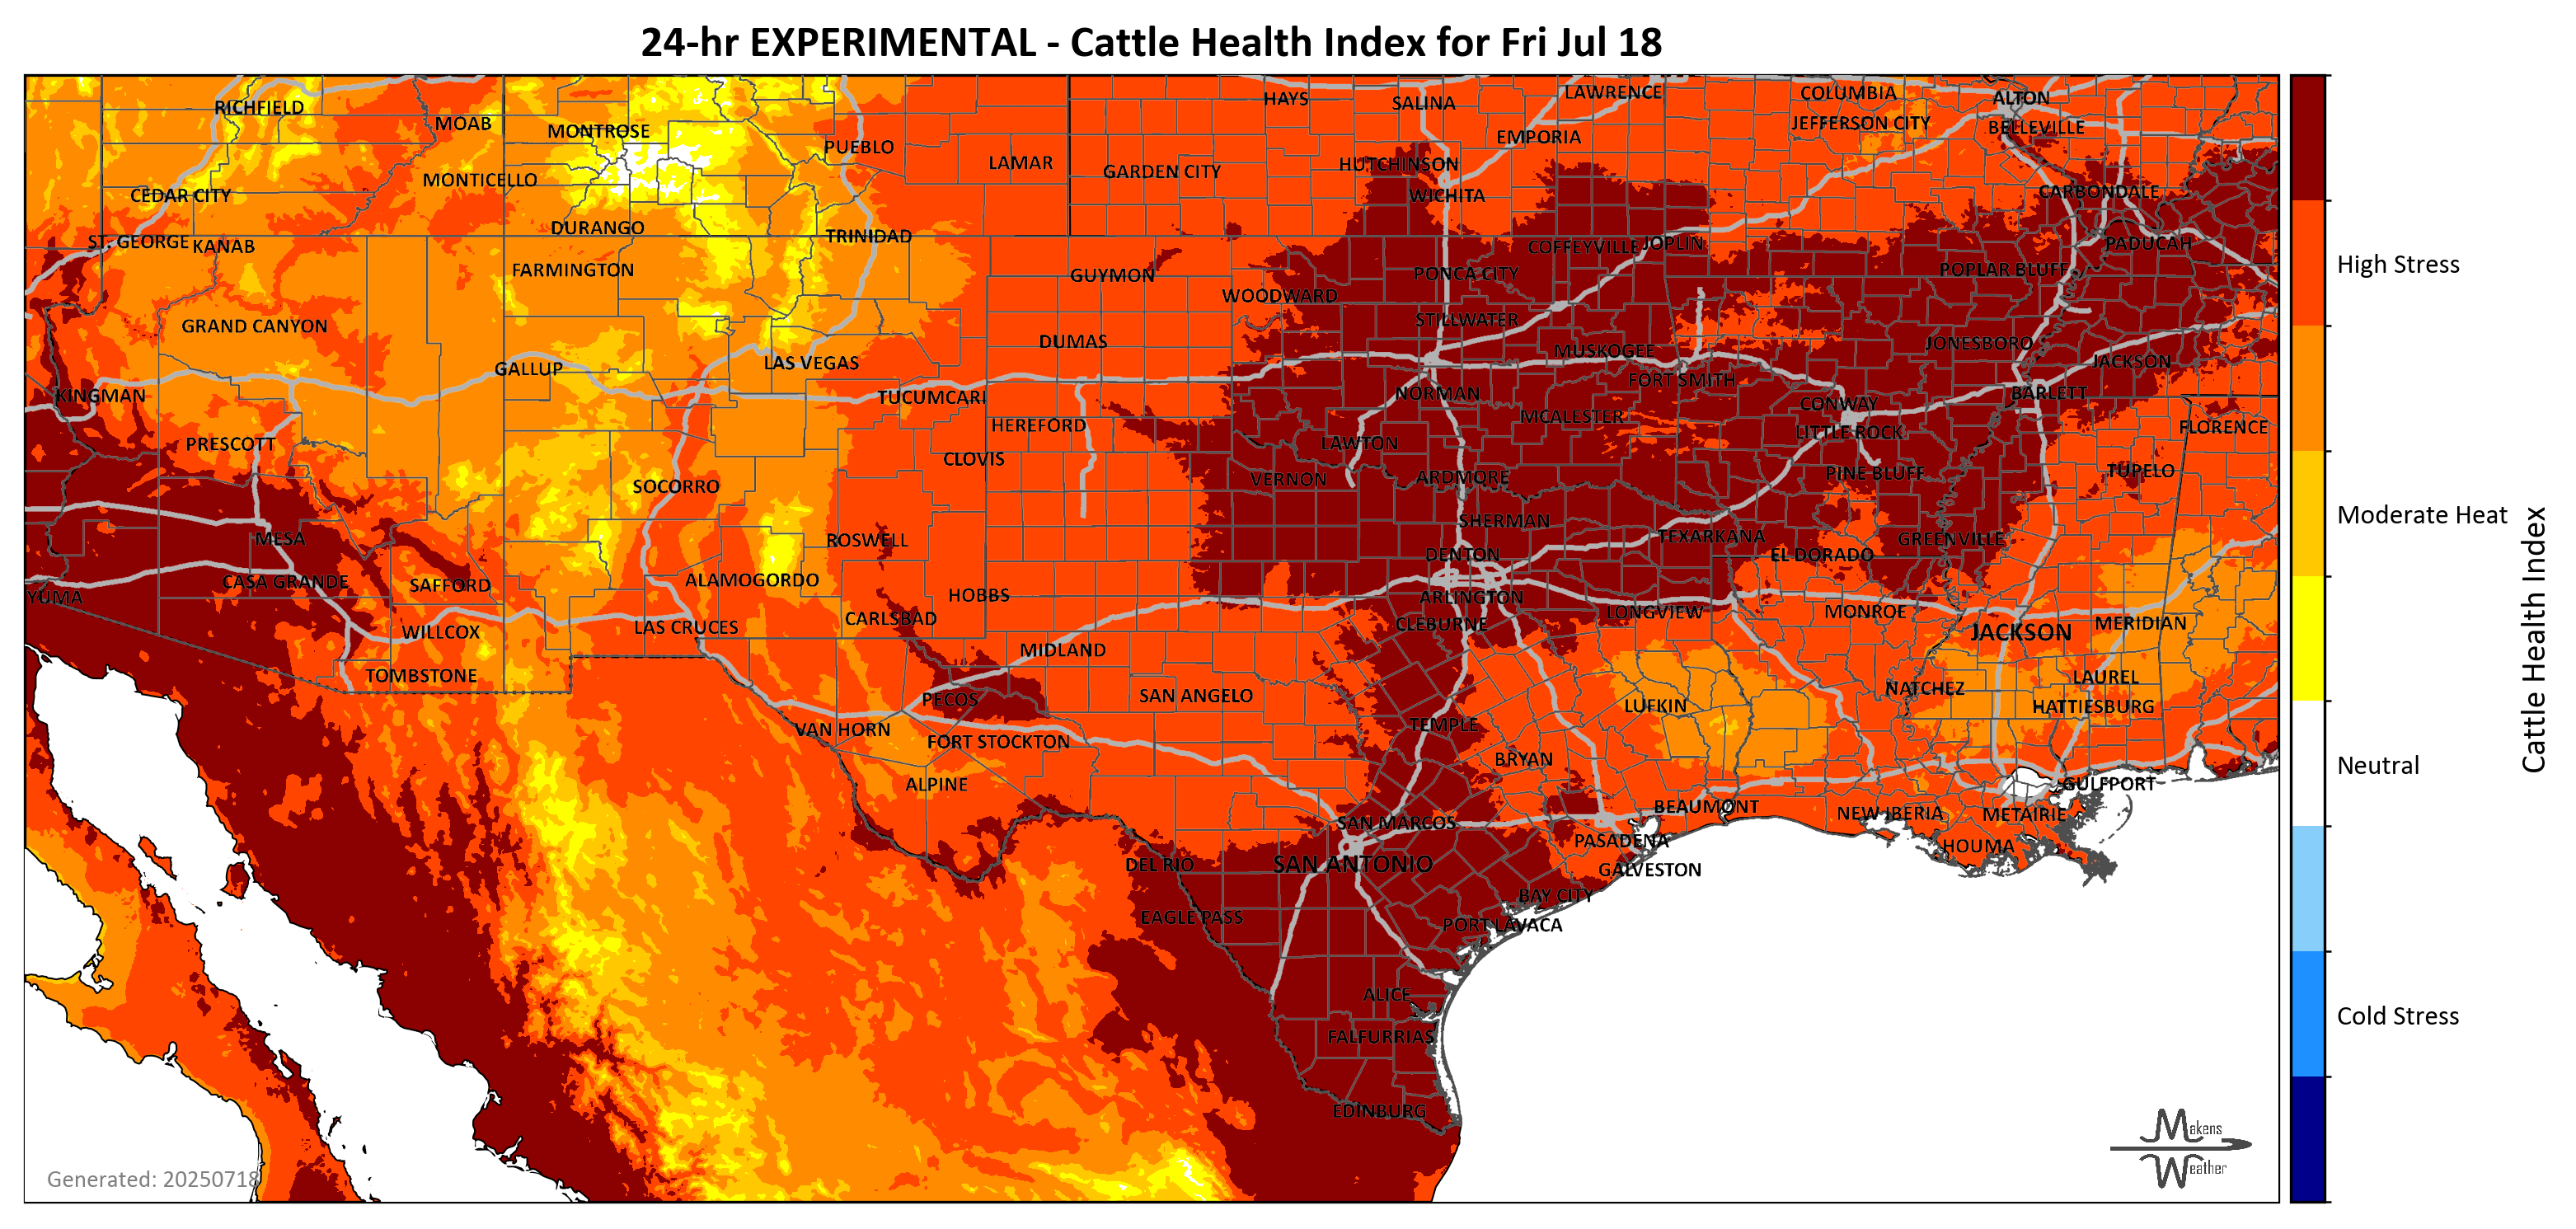 24-hr EXPERIMENTAL - Cattle Health Index for Fri Jul 18
RICHFIELD
MOAB
MONTROSE
PUEBLO
LAMAR
GARDEN CITY
HAYS
SALINA
LAWRENCE
COLUMBIA
ALTON
EMPORIA
JEFFERSON CITY
BELLEVILLE
HUTCHINSON
CEDAR CITY
MONTICELLO
WICHITA
CARBONDALE
DURANGO
TRINIDAD
ST. GEORGE
KANAB
COFFEYVILLE
JOPLIN
PADUCAH
High Stress
FARMINGTON
GUYMON
PONCA CITY
POPLAR BLUFF
WOODWARD
GRAND CANYON
STILLWATER
DUMAS
MUSKOGEE
JONESBORO
GALLUP
LAS VEGAS
JACKSON
FORT SMITH
KINGMAN
TUCUMCARI
NORMAN
BARLETT
CONWAY
HEREFORD
MCALESTER
LITTLE ROCK
FLORENCE
PRESCOTT
LAWTON
CLOVIS
VERNON
ARDMORE
PINE BLUFF
TUPELO
SOCORRO
Moderate Heat
SHERMAN
MESA
ROSWELL
TEXARKANA
GREENVILLE
DENTON
EL DORADO
CASA GRANDE
SAFFORD
ALAMOGORDO
HOBBS
YUMA
ARLINGTON
LONGVIEW
MONROE
CARLSBAD
CLEBURNE
MERIDIAN
WILLCOX
LAS CRUCES
JACKSON
MIDLAND
Cattle Health Index
TOMBSTONE
LAUREL
PECOS
SAN ANGELO
NATCHEZ
LUFKIN
HATTIESBURG
VAN HORN
TEMPLE
FORT STOCKTON
BRYAN
Neutral
ALPINE
GULFPORT
BEAUMONT
NEW IBERIA
METAIRIE
SAN MARCOS
PASADENA
HOUMA
DEL RIO
SAN ANTONIO
GALVESTON
BAY CITY
EAGLE PASS
PORT LAVACA
ALICE
Cold Stress
FALFURRIAS
EDINBURG
Makens
Weather
Generated: 20250718